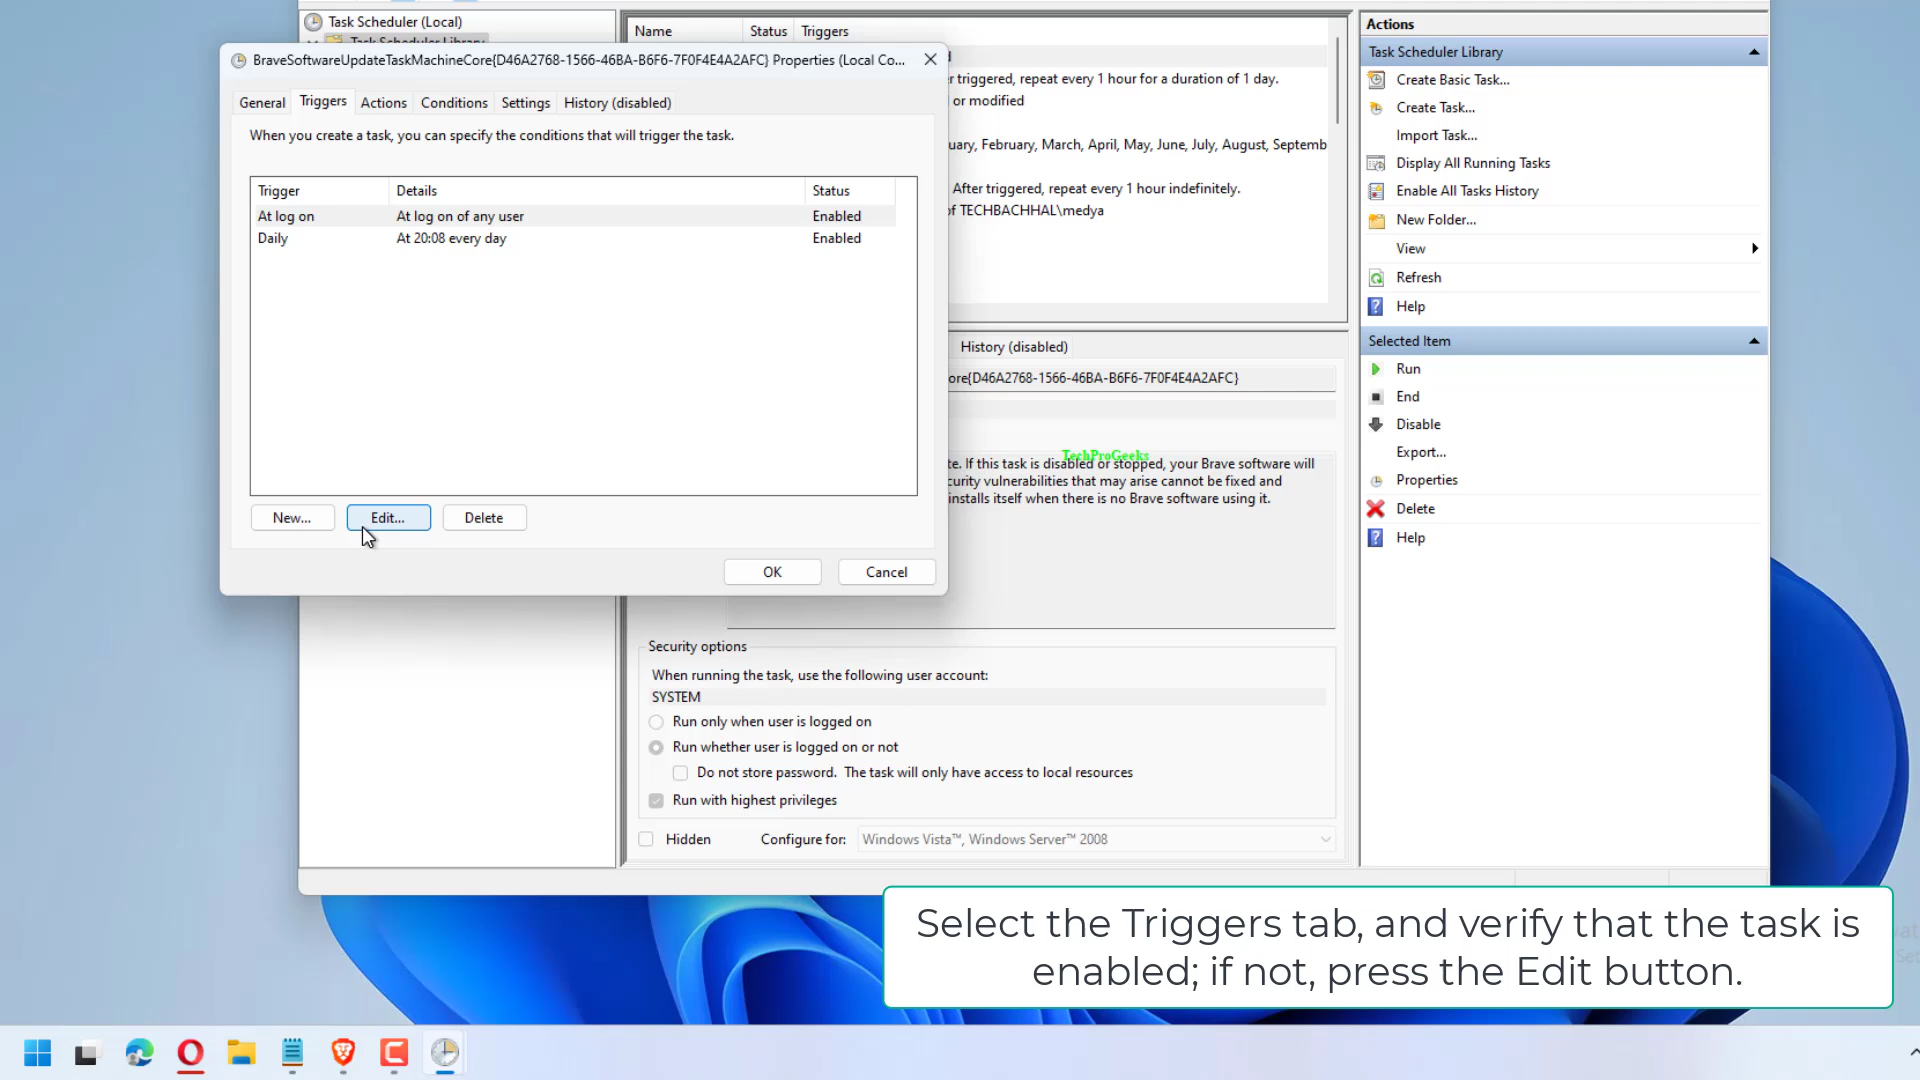 Task Scheduler (Local)
Task Scheduler Library
BraveSoftwareUpdateTaskMachineCore{D46A2768-1566-46BA-B6F6-7F0F4E4A2AFC} Properties (Local Co...
General Triggers Actions Conditions Settings History (disabled)
When you create a task, you can specify the conditions that will trigger the task.
Trigger Details Status
At log on At log on of any user Enabled
Daily At 20:08 every day Enabled
New... Edit... Delete
OK Cancel
Name Status Triggers
r triggered, repeat every 1 hour for a duration of 1 day.
or modified
uary, February, March, April, May, June, July, August, Septemb
After triggered, repeat every 1 hour indefinitely.
of TECHBACHHAL\medya
History (disabled)
ore{D46A2768-1566-46BA-B6F6-7F0F4E4A2AFC}
TechProGeeks
te. If this task is disabled or stopped, your Brave software will
curity vulnerabilities that may arise cannot be fixed and
installs itself when there is no Brave software using it.
Security options
When running the task, use the following user account:
SYSTEM
Run only when user is logged on
Run whether user is logged on or not
Do not store password. The task will only have access to local resources
Run with highest privileges
Hidden Configure for: Windows Vista™, Windows Server™ 2008
Actions
Task Scheduler Library
Create Basic Task...
Create Task...
Import Task...
Display All Running Tasks
Enable All Tasks History
New Folder...
View
Refresh
Help
Selected Item
Run
End
Disable
Export...
Properties
Delete
Help
Select the Triggers tab, and verify that the task is
enabled; if not, press the Edit button.